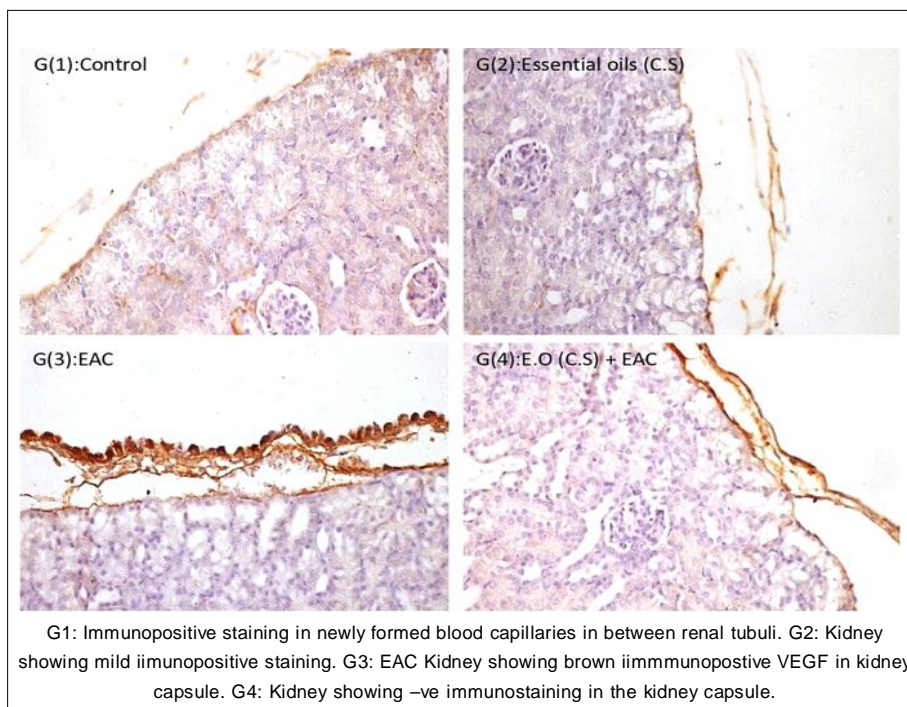 G(1):Control
G(2):Essential oils (C.S)
G(3):EAC
G(4):E.O (C.S) + EAC
G1: Immunopositive staining in newly formed blood capillaries in between renal tubuli. G2: Kidney
showing mild iimunopositive staining. G3: EAC Kidney showing brown iimmmunopostive VEGF in kidney
capsule. G4: Kidney showing –ve immunostaining in the kidney capsule.